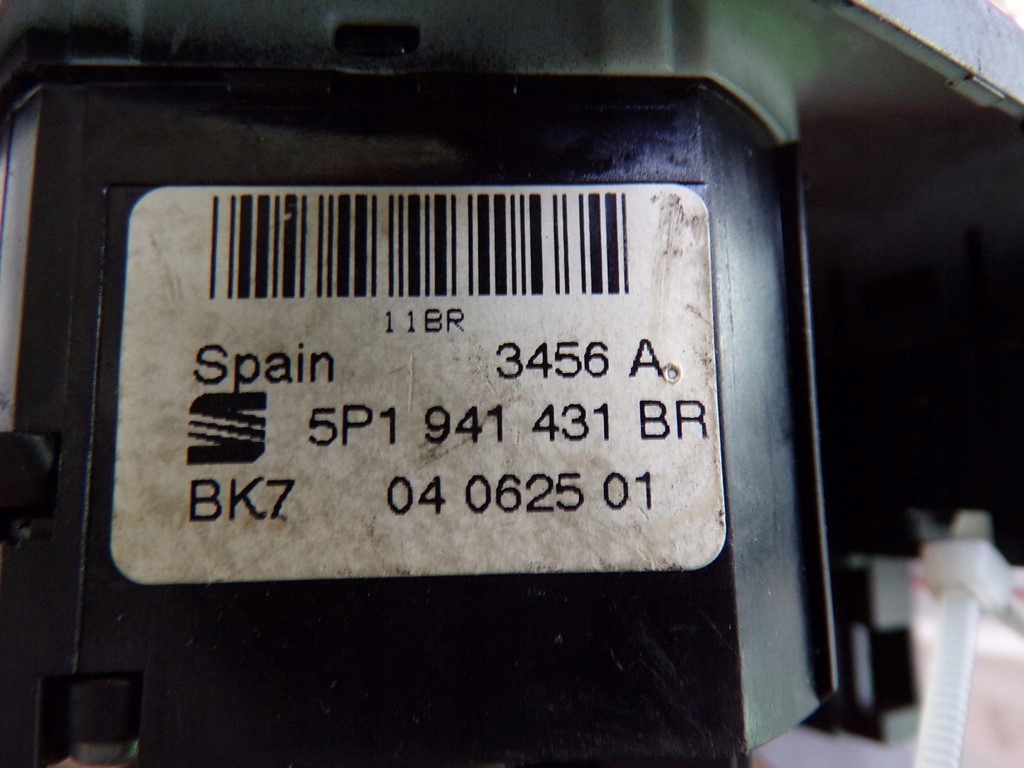 11BR
Spain 3456 A
5P1 941 431 BR
BK7 04 0625 01